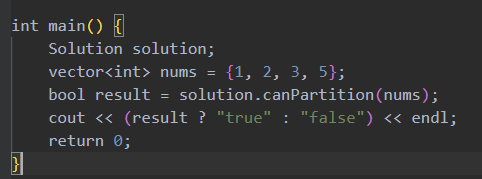 int main() {
    Solution solution;
    vector<int> nums = {1, 2, 3, 5};
    bool result = solution.canPartition(nums);
    cout << (result ? "true" : "false") << endl;
    return 0;
}